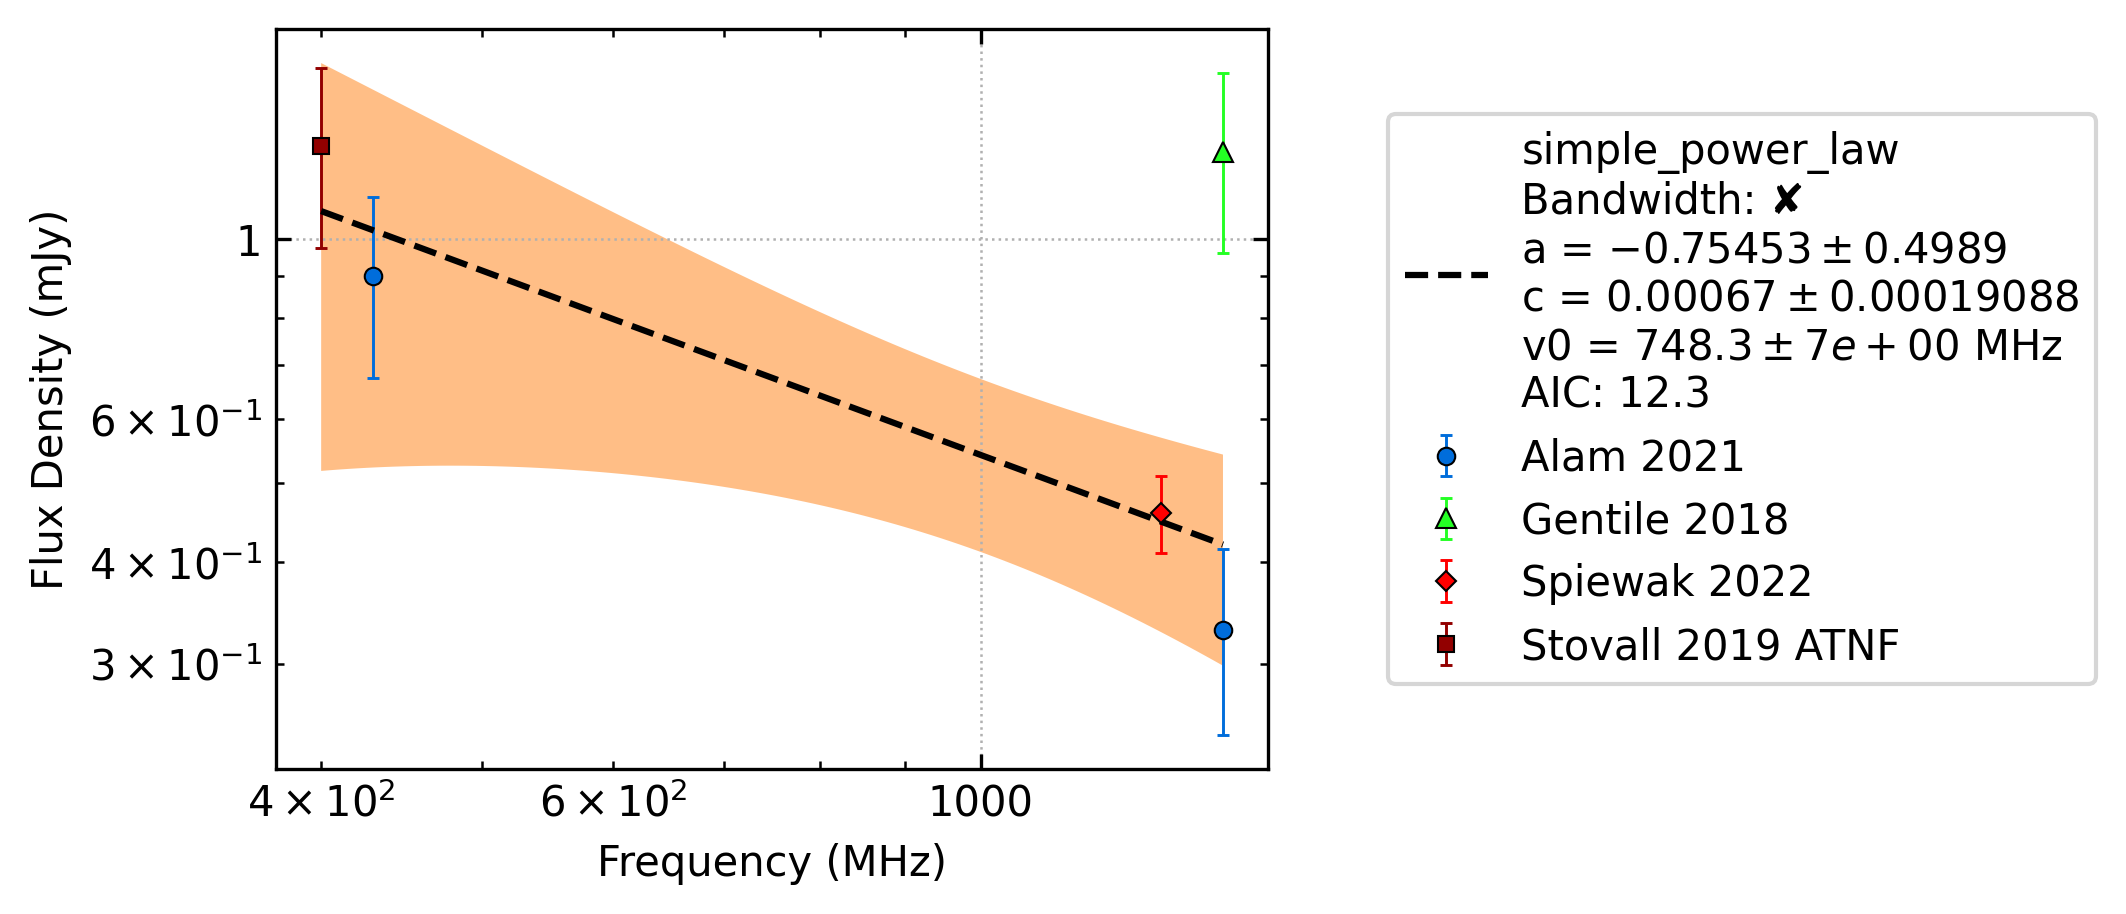 Flux Density (mJy)
1
6 × 10⁻¹
4 × 10⁻¹
3 × 10⁻¹
4 × 10²
6 × 10²
1000
Frequency (MHz)
simple_power_law
Bandwidth: ✘
a = −0.75453 ± 0.4989
c = 0.00067 ± 0.00019088
v0 = 748.3 ± 7e + 00 MHz
AIC: 12.3
Alam 2021
Gentile 2018
Spiewak 2022
Stovall 2019 ATNF